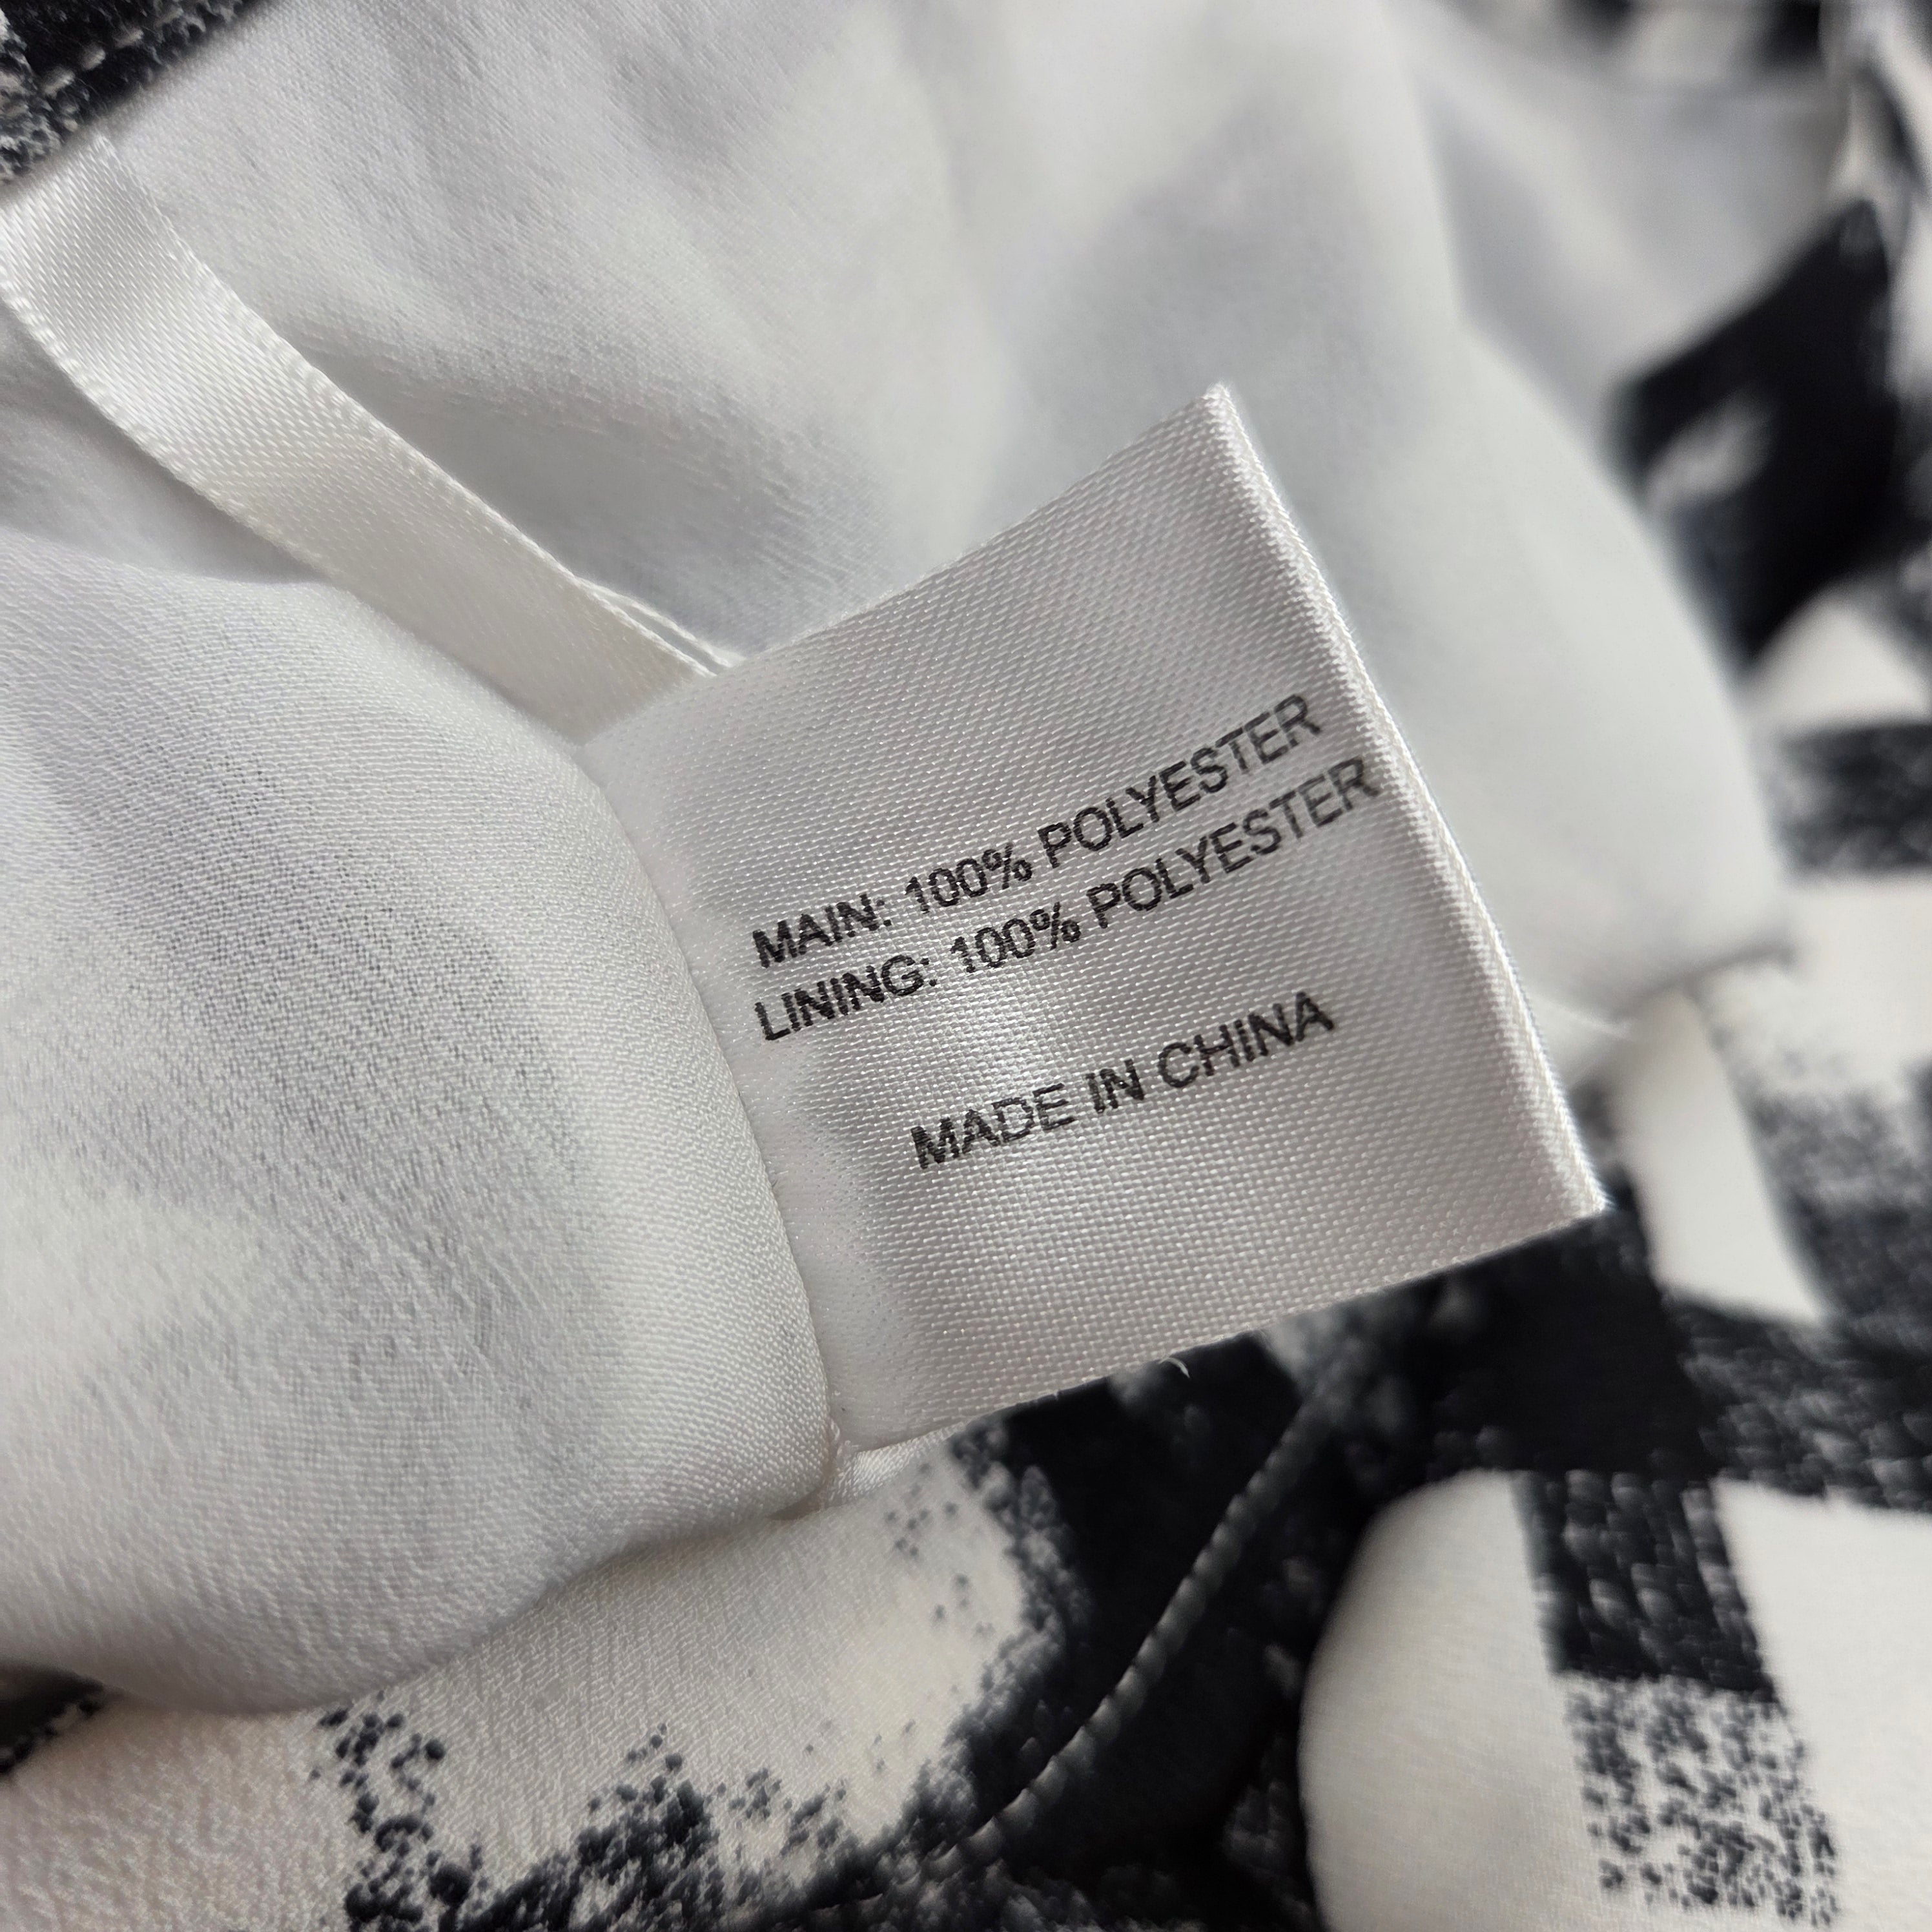 MAIN: 100% POLYESTER
LINING: 100% POLYESTER
MADE IN CHINA